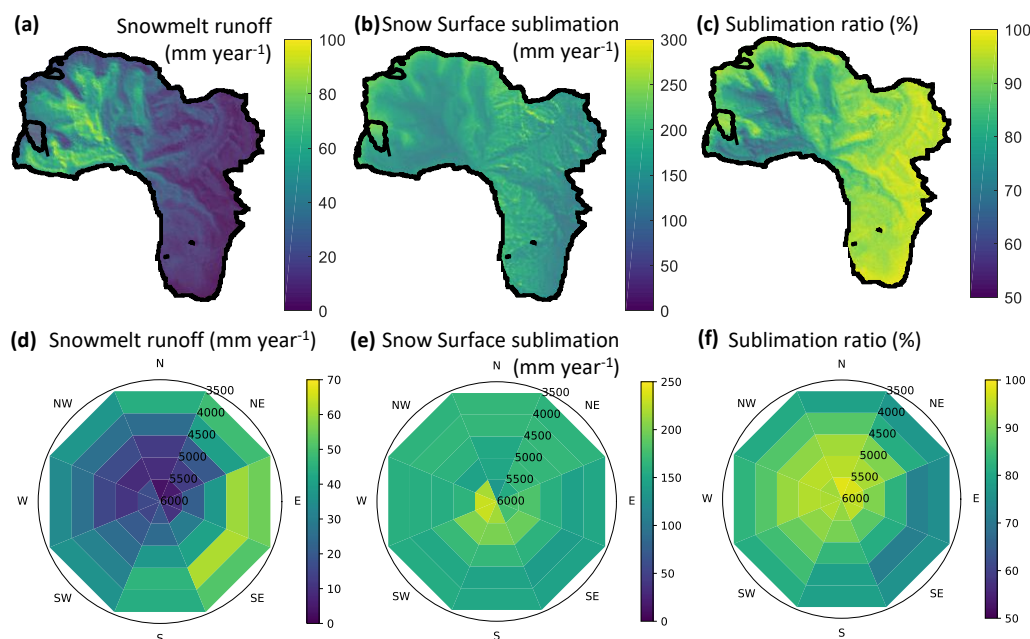 (a) Snowmelt runoff
(mm year-1)
100
80
60
40
20
0
(b) Snow Surface sublimation
(mm year-1)
300
250
200
150
100
50
0
(c) Sublimation ratio (%)
100
90
80
70
60
50
(d) Snowmelt runoff (mm year-1)
N
NE
E
SE
S
SW
W
NW
3500
4000
4500
5000
5500
6000
70
60
50
40
30
20
10
0
(e) Snow Surface sublimation
(mm year-1)
N
NE
E
SE
S
SW
W
NW
3500
4000
4500
5000
5500
6000
250
200
150
100
50
0
(f) Sublimation ratio (%)
N
NE
E
SE
S
SW
W
NW
3500
4000
4500
5000
5500
6000
100
90
80
70
60
50